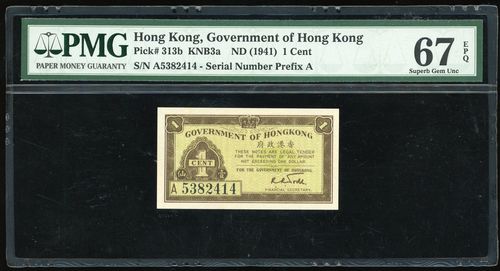 PMG
PAPER MONEY GUARANTY
Hong Kong, Government of Hong Kong
Pick# 313b KNB3a ND (1941) 1 Cent
S/N A5382414 - Serial Number Prefix A
67 EPQ
Superb Gem Unc
1 1
GOVERNMENT OF HONGKONG
府政港香
THESE NOTES ARE LEGAL TENDER
FOR THE PAYMENT OF ANY AMOUNT
NOT EXCEEDING ONE DOLLAR.
FOR THE GOVERNMENT OF HONGKONG
1
CENT
A 5382414
FINANCIAL SECRETARY.